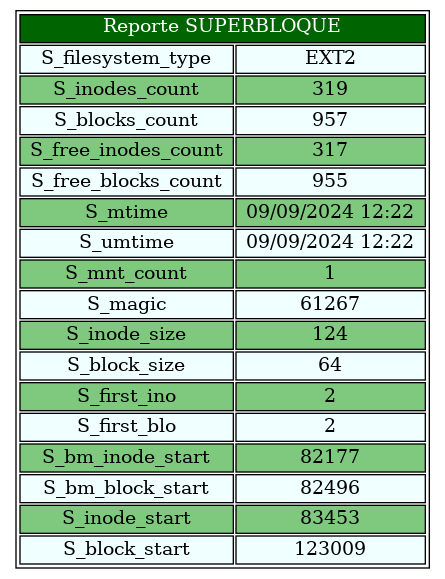 Reporte SUPERBLOQUE
S_filesystem_type EXT2
S_inodes_count 319
S_blocks_count 957
S_free_inodes_count 317
S_free_blocks_count 955
S_mtime 09/09/2024 12:22
S_umtime 09/09/2024 12:22
S_mnt_count 1
S_magic 61267
S_inode_size 124
S_block_size 64
S_first_ino 2
S_first_blo 2
S_bm_inode_start 82177
S_bm_block_start 82496
S_inode_start 83453
S_block_start 123009